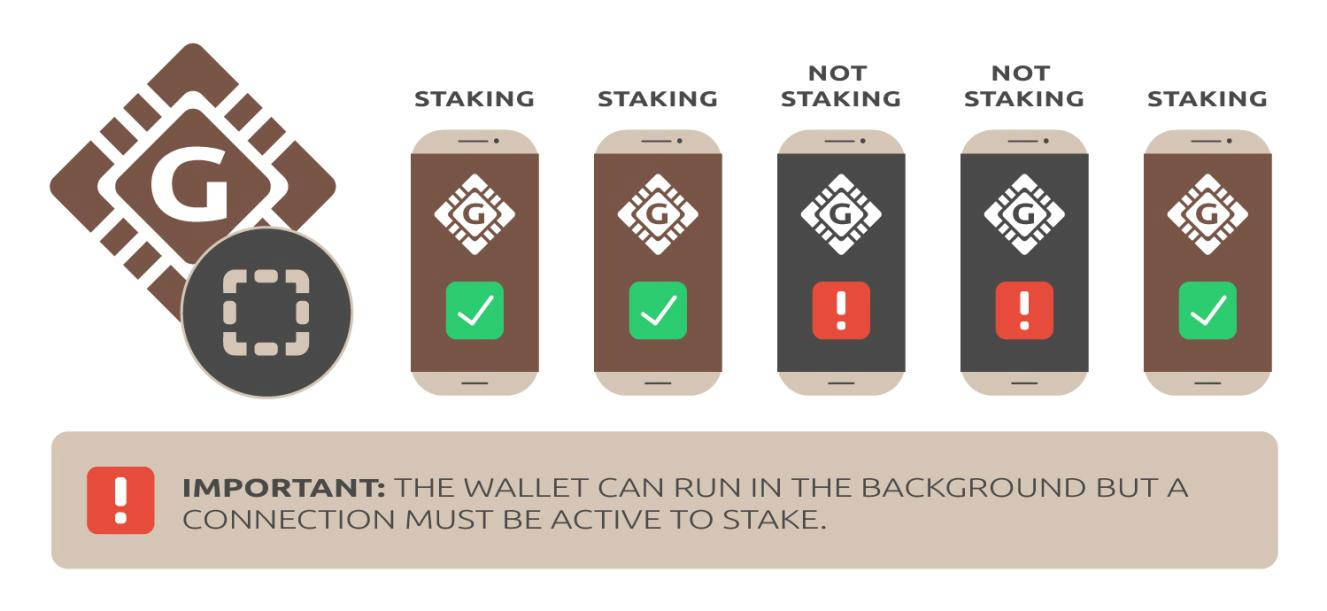 G
STAKING
G
STAKING
G
NOT
STAKING
G
NOT
STAKING
G
STAKING
G
IMPORTANT: THE WALLET CAN RUN IN THE BACKGROUND BUT A
CONNECTION MUST BE ACTIVE TO STAKE.